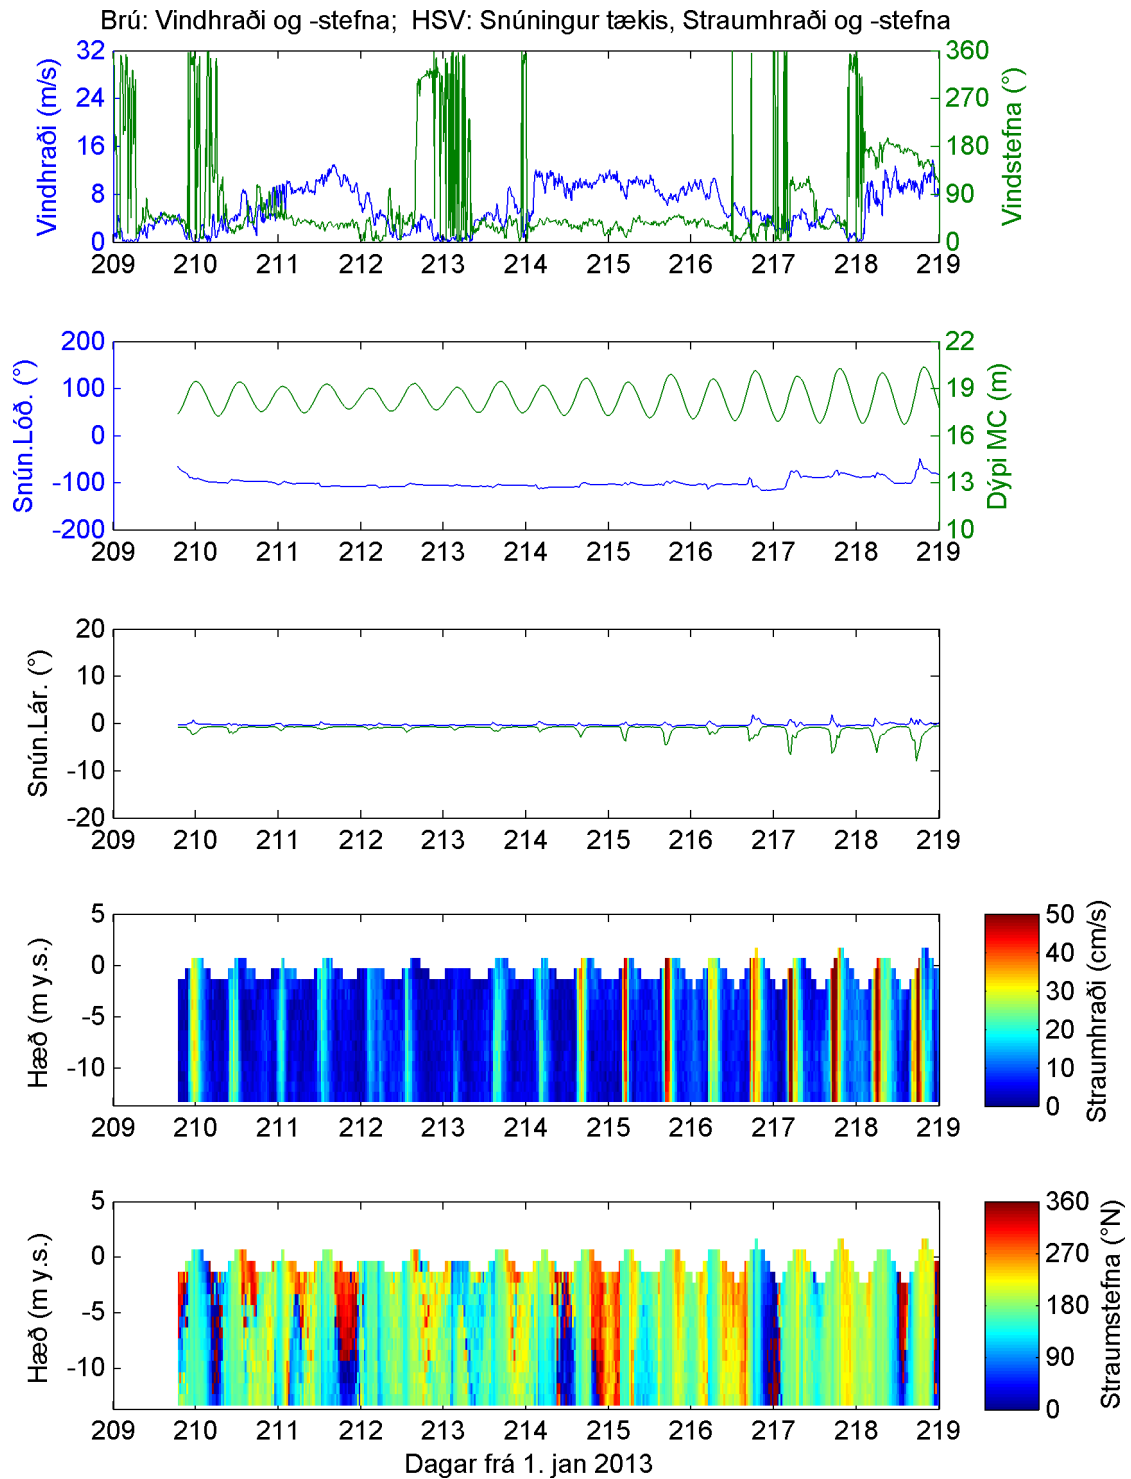 Brú: Vindhraði og -stefna; HSV: Snúningur tækis, Straumhraði og -stefna
Vindhraði (m/s)
32
24
16
8
0
360
270
180
90
0
Vindstefna (°)
209 210 211 212 213 214 215 216 217 218 219
Snún.Lóð. (°)
200
100
0
-100
-200
22
19
16
13
10
Dýpi MC (m)
209 210 211 212 213 214 215 216 217 218 219
Snún.Lár. (°)
20
10
0
-10
-20
209 210 211 212 213 214 215 216 217 218 219
Hæð (m y.s.)
5
0
-5
-10
209 210 211 212 213 214 215 216 217 218 219
50
40
30
20
10
0
Straumhraði (cm/s)
Hæð (m y.s.)
5
0
-5
-10
209 210 211 212 213 214 215 216 217 218 219
360
270
180
90
0
Straumstefna (°N)
Dagar frá 1. jan 2013